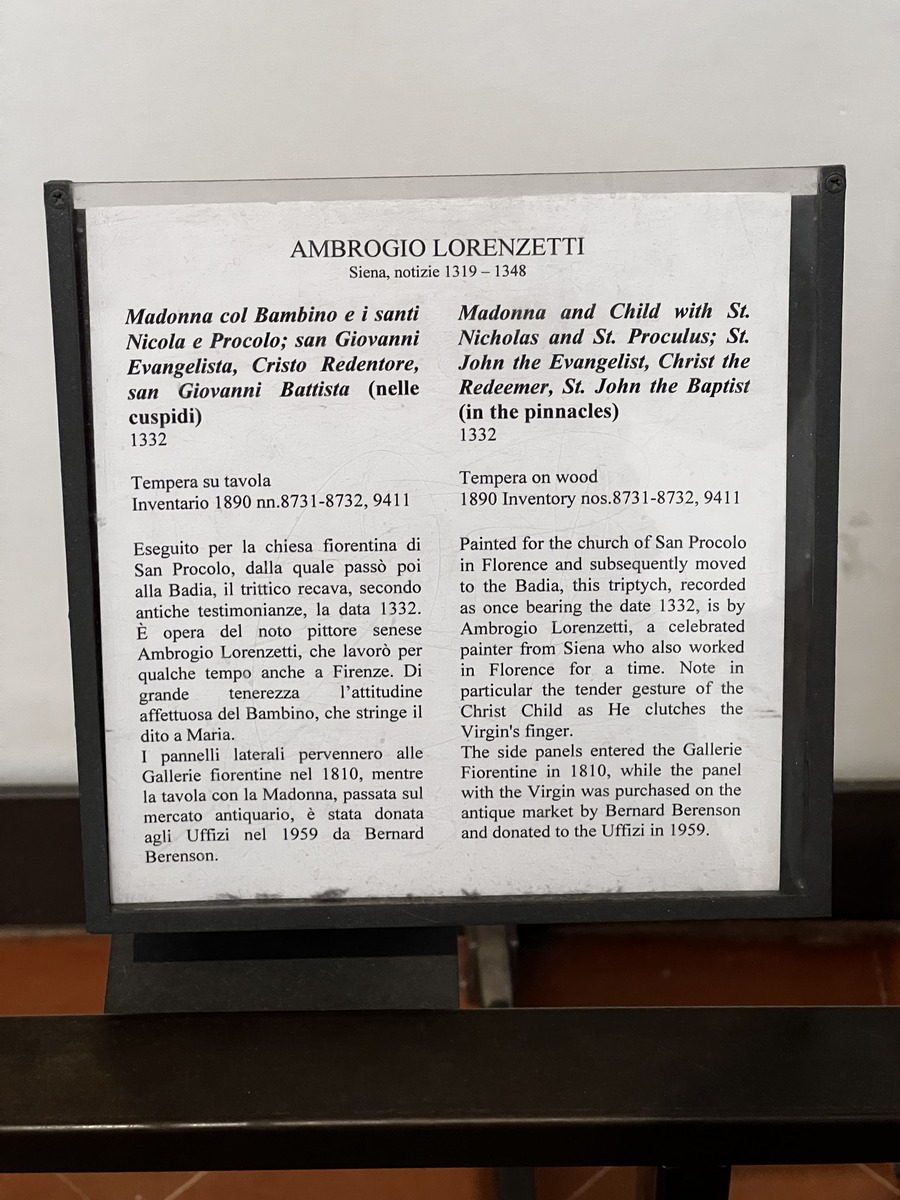 AMBROGIO LORENZETTI
Siena, notizie 1319 – 1348
Madonna col Bambino e i santi
Nicola e Procolo; san Giovanni
Evangelista, Cristo Redentore,
san Giovanni Battista (nelle
cuspidi)
1332
Tempera su tavola
Inventario 1890 nn.8731-8732, 9411
Eseguito per la chiesa fiorentina di
San Procolo, dalla quale passò poi
alla Badia, il trittico recava, secondo
antiche testimonianze, la data 1332.
È opera del noto pittore senese
Ambrogio Lorenzetti, che lavorò per
qualche tempo anche a Firenze. Di
grande tenerezza l'attitudine
affettuosa del Bambino, che stringe il
dito a Maria.
I pannelli laterali pervennero alle
Gallerie fiorentine nel 1810, mentre
la tavola con la Madonna, passata sul
mercato antiquario, è stata donata
agli Uffizi nel 1959 da Bernard
Berenson.
Madonna and Child with St.
Nicholas and St. Proculus; St.
John the Evangelist, Christ the
Redeemer, St. John the Baptist
(in the pinnacles)
1332
Tempera on wood
1890 Inventory nos.8731-8732, 9411
Painted for the church of San Procolo
in Florence and subsequently moved
to the Badia, this triptych, recorded
as once bearing the date 1332, is by
Ambrogio Lorenzetti, a celebrated
painter from Siena who also worked
in Florence for a time. Note in
particular the tender gesture of the
Christ Child as He clutches the
Virgin's finger.
The side panels entered the Gallerie
Fiorentine in 1810, while the panel
with the Virgin was purchased on the
antique market by Bernard Berenson
and donated to the Uffizi in 1959.